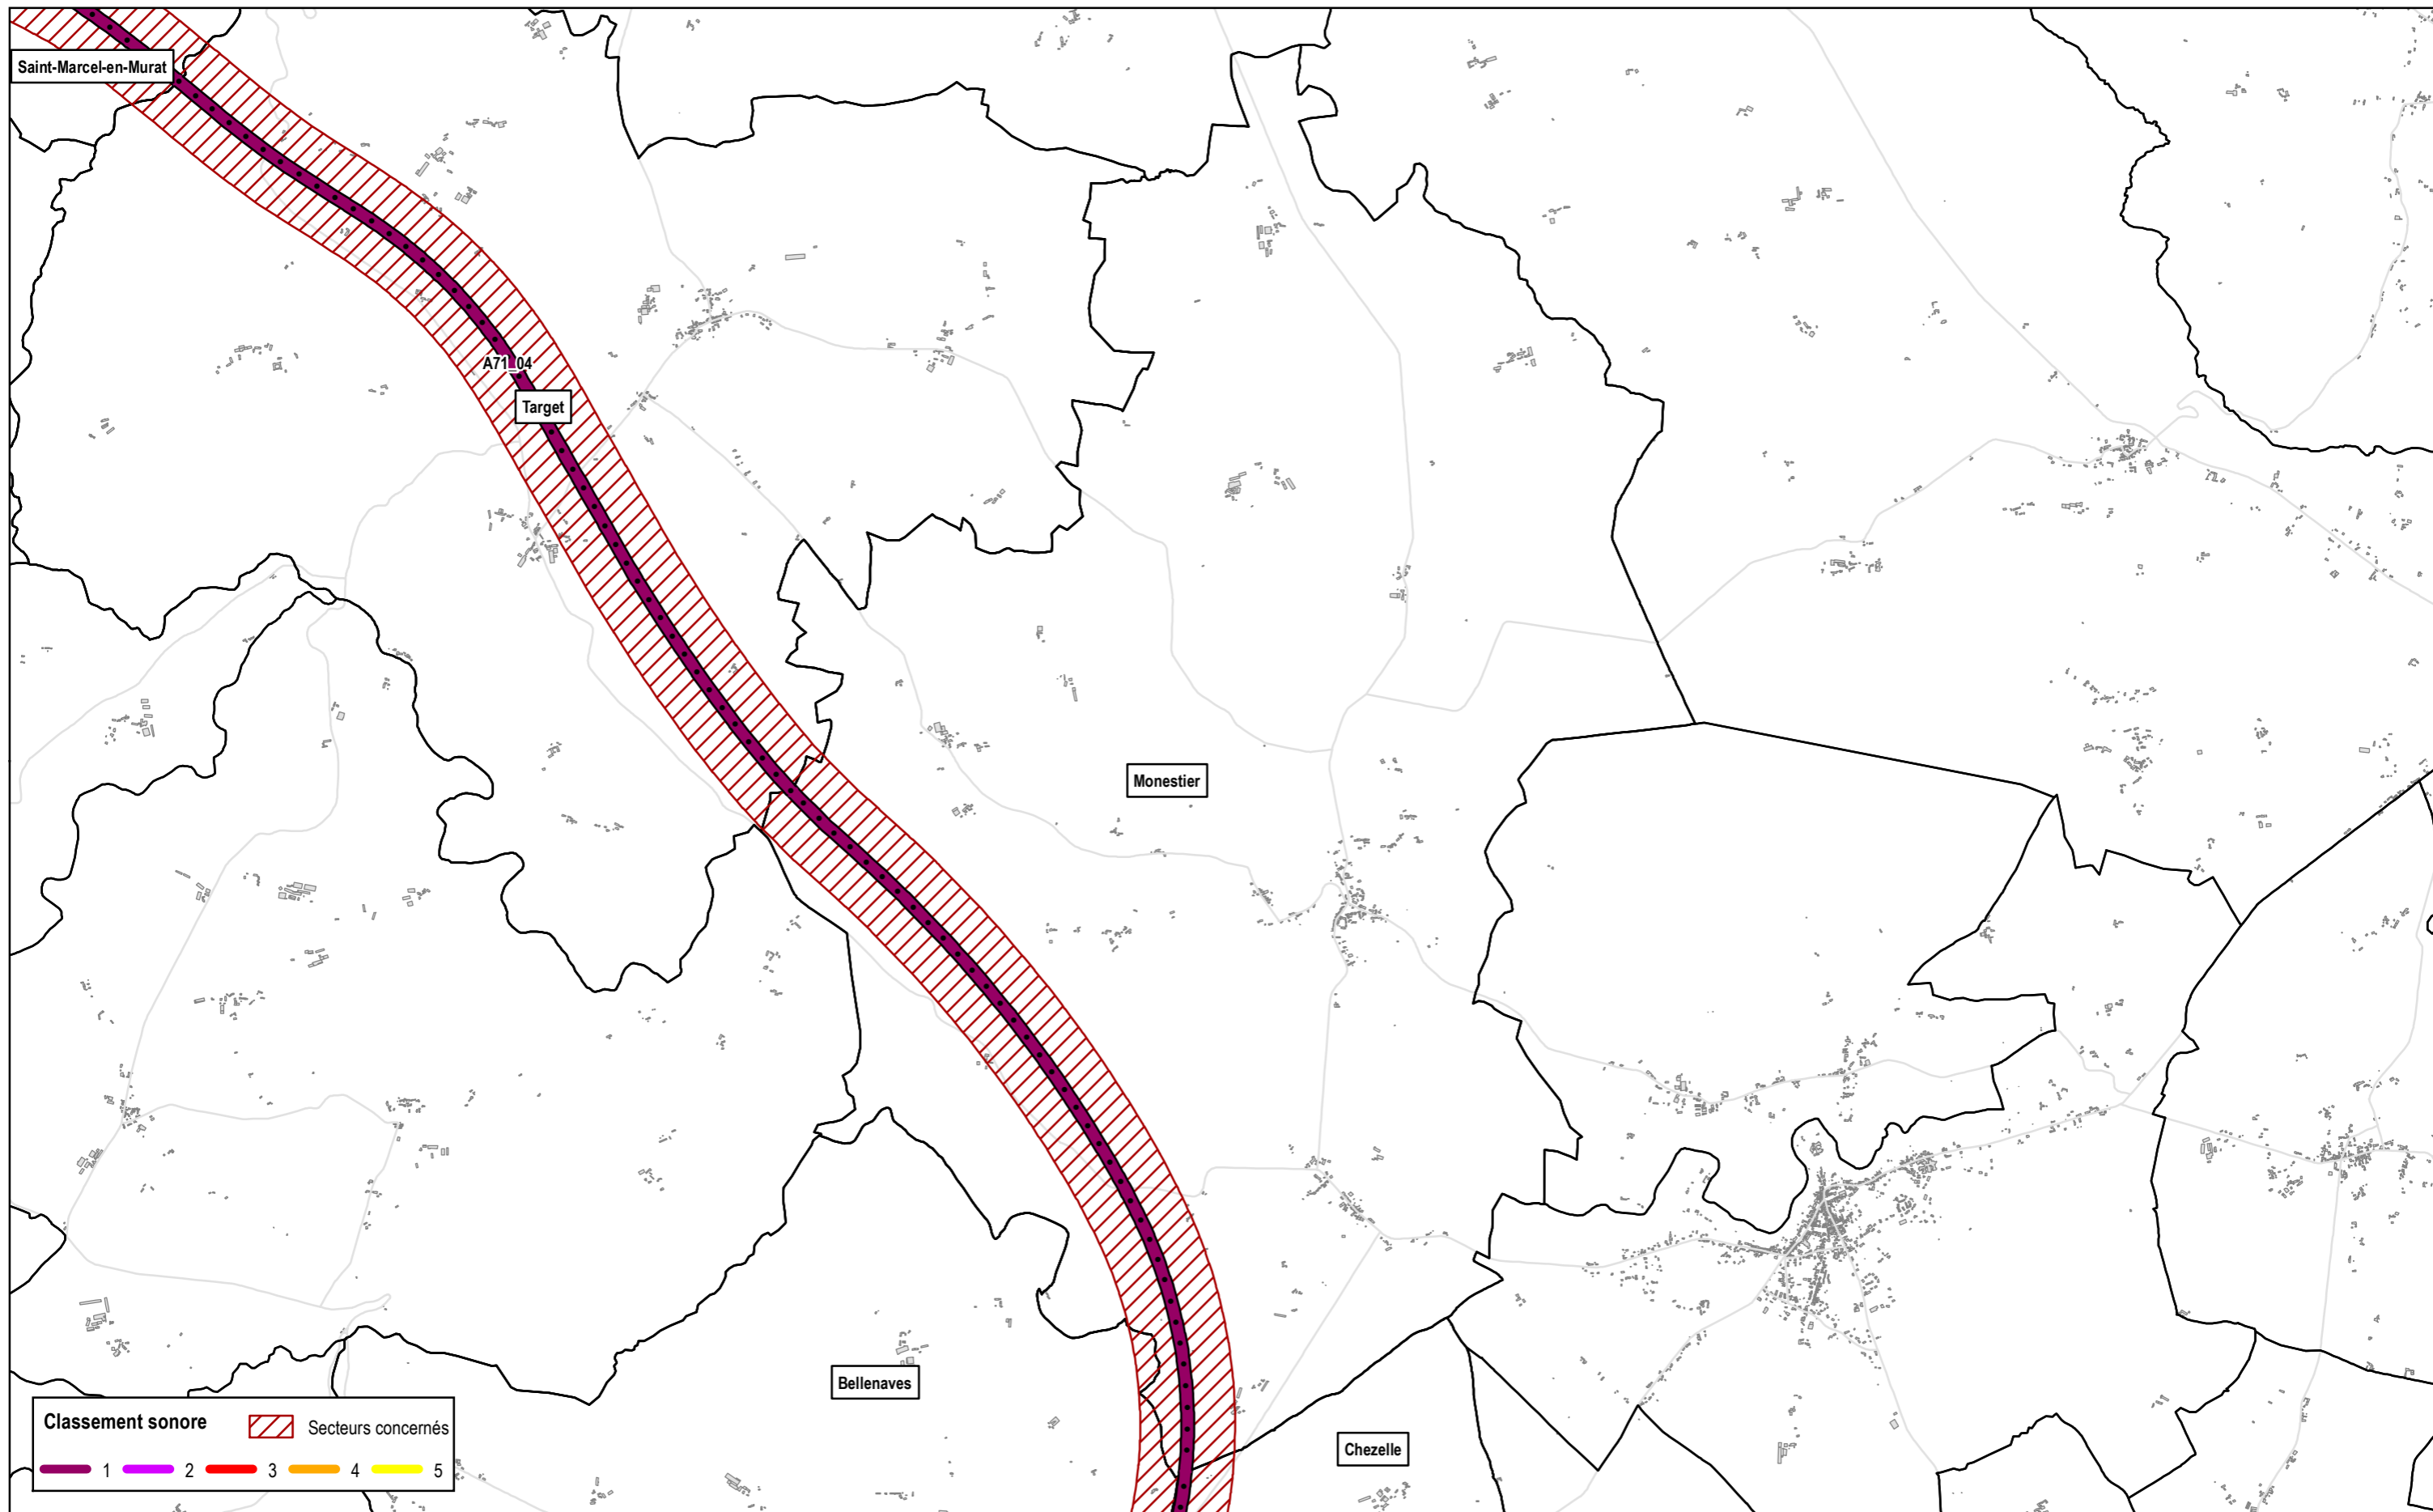 Saint-Marcel-en-Murat
A71_04
Target
Monestier
Bellenaves
Chezelle
Classement sonore
Secteurs concernés
1 2 3 4 5